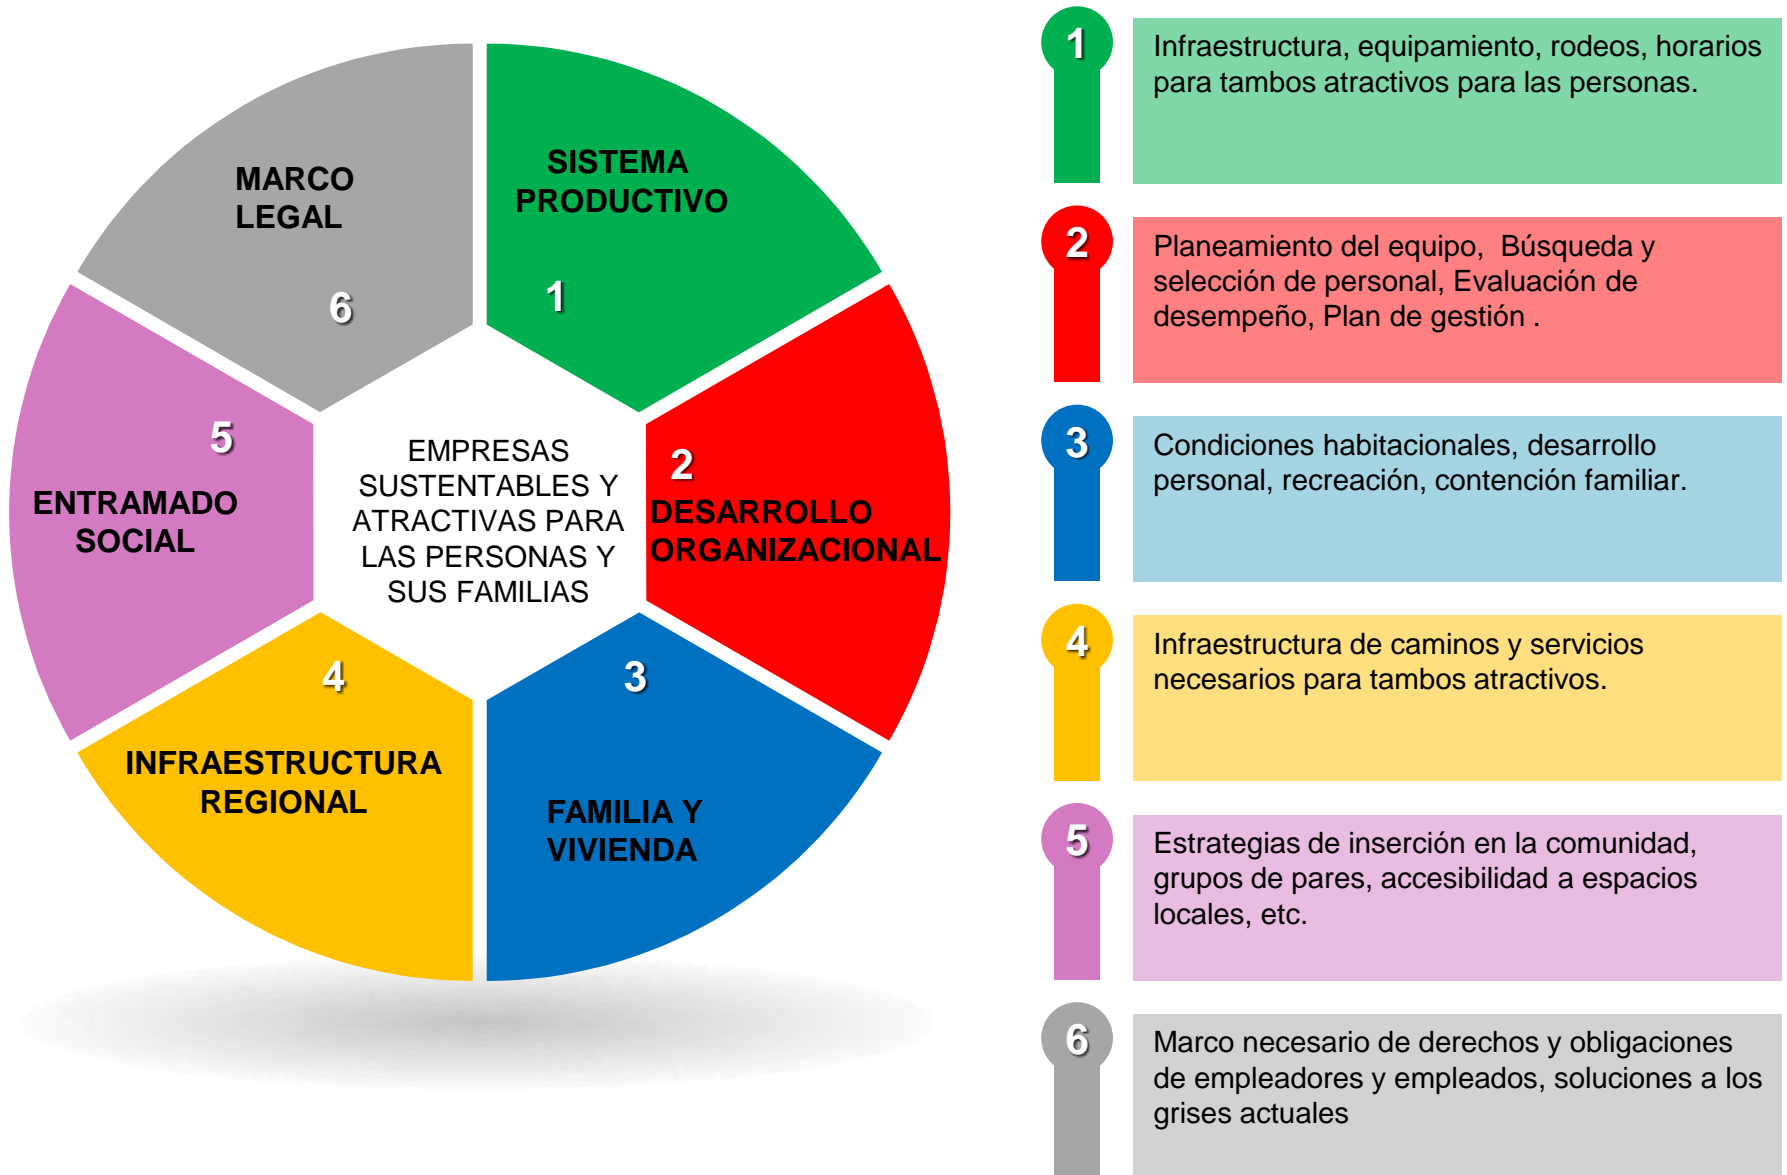 MARCO
LEGAL
6
SISTEMA
PRODUCTIVO
1
5
ENTRAMADO
SOCIAL
EMPRESAS
SUSTENTABLES Y
ATRACTIVAS PARA
LAS PERSONAS Y
SUS FAMILIAS
2
DESARROLLO
ORGANIZACIONAL
4
INFRAESTRUCTURA
REGIONAL
3
FAMILIA Y
VIVIENDA
1
Infraestructura, equipamiento, rodeos, horarios
para tambos atractivos para las personas.
2
Planeamiento del equipo,  Búsqueda y
selección de personal, Evaluación de
desempeño, Plan de gestión .
3
Condiciones habitacionales, desarrollo
personal, recreación, contención familiar.
4
Infraestructura de caminos y servicios
necesarios para tambos atractivos.
5
Estrategias de inserción en la comunidad,
grupos de pares, accesibilidad a espacios
locales, etc.
6
Marco necesario de derechos y obligaciones
de empleadores y empleados, soluciones a los
grises actuales